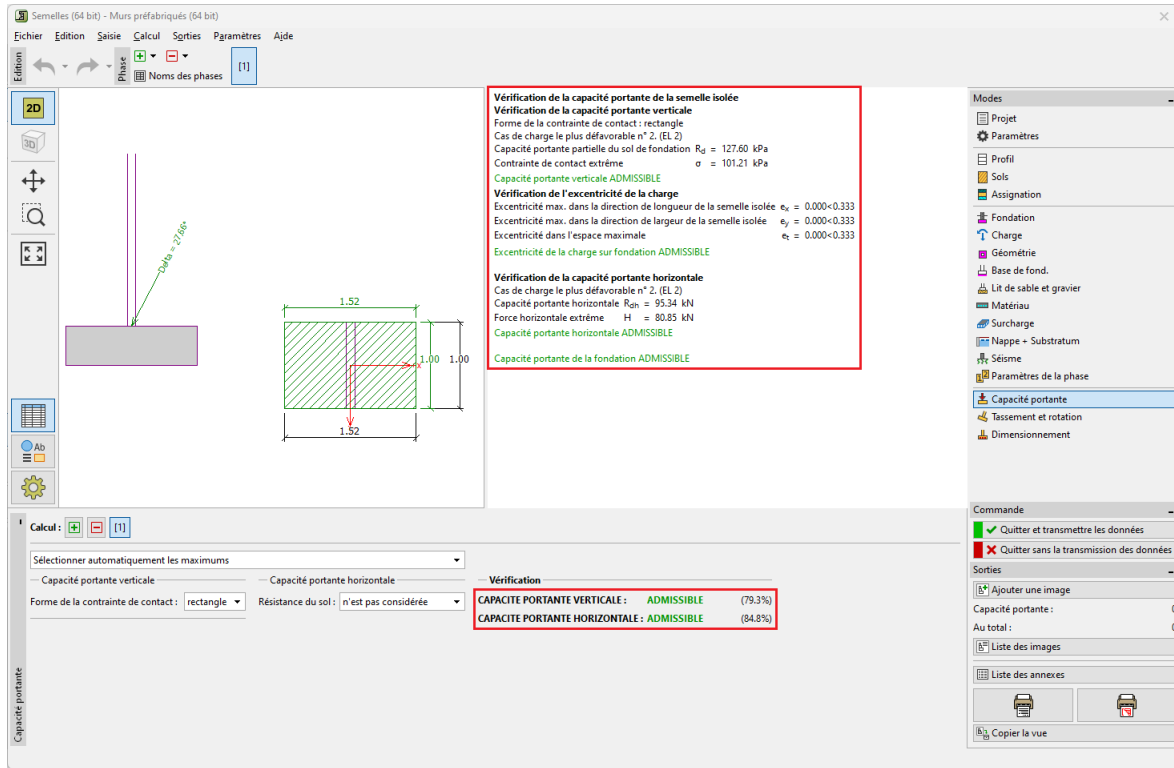 Semelles (64 bit) - Murs préfabriqués (64 bit)
Fichier Edition Saisie Calcul Sorties Paramètres Aide
Edition
Phase
Noms des phases
[1]
2D
3D
Delta = 27.66°
1.52
1.00 1.00
x
1.52
Vérification de la capacité portante de la semelle isolée
Vérification de la capacité portante verticale
Forme de la contrainte de contact : rectangle
Cas de charge le plus défavorable n° 2. (EL 2)
Capacité portante partielle du sol de fondation Rd = 127.60 kPa
Contrainte de contact extrême σ = 101.21 kPa
Capacité portante verticale ADMISSIBLE
Vérification de l'excentricité de la charge
Excentricité max. dans la direction de longueur de la semelle isolée ex = 0.000<0.333
Excentricité max. dans la direction de largeur de la semelle isolée ey = 0.000<0.333
Excentricité dans l'espace maximale et = 0.000<0.333
Excentricité de la charge sur fondation ADMISSIBLE
Vérification de la capacité portante horizontale
Cas de charge le plus défavorable n° 2. (EL 2)
Capacité portante horizontale Rdh = 95.34 kN
Force horizontale extrême H = 80.85 kN
Capacité portante horizontale ADMISSIBLE
Capacité portante de la fondation ADMISSIBLE
Modes
Projet
Paramètres
Profil
Sols
Assignation
Fondation
Charge
Géométrie
Base de fond.
Lit de sable et gravier
Matériau
Surcharge
Nappe + Substratum
Séisme
Paramètres de la phase
Capacité portante
Tassement et rotation
Dimensionnement
Ab
Capacité portante
Calcul : [1]
Sélectionner automatiquement les maximums
Capacité portante verticale
Forme de la contrainte de contact : rectangle
Capacité portante horizontale
Résistance du sol : n'est pas considérée
Vérification
CAPACITE PORTANTE VERTICALE : ADMISSIBLE (79.3%)
CAPACITE PORTANTE HORIZONTALE : ADMISSIBLE (84.8%)
Commande
Quitter et transmettre les données
Quitter sans la transmission des données
Sorties
Ajouter une image
Capacité portante :
Au total :
Liste des images
Liste des annexes
Copier la vue